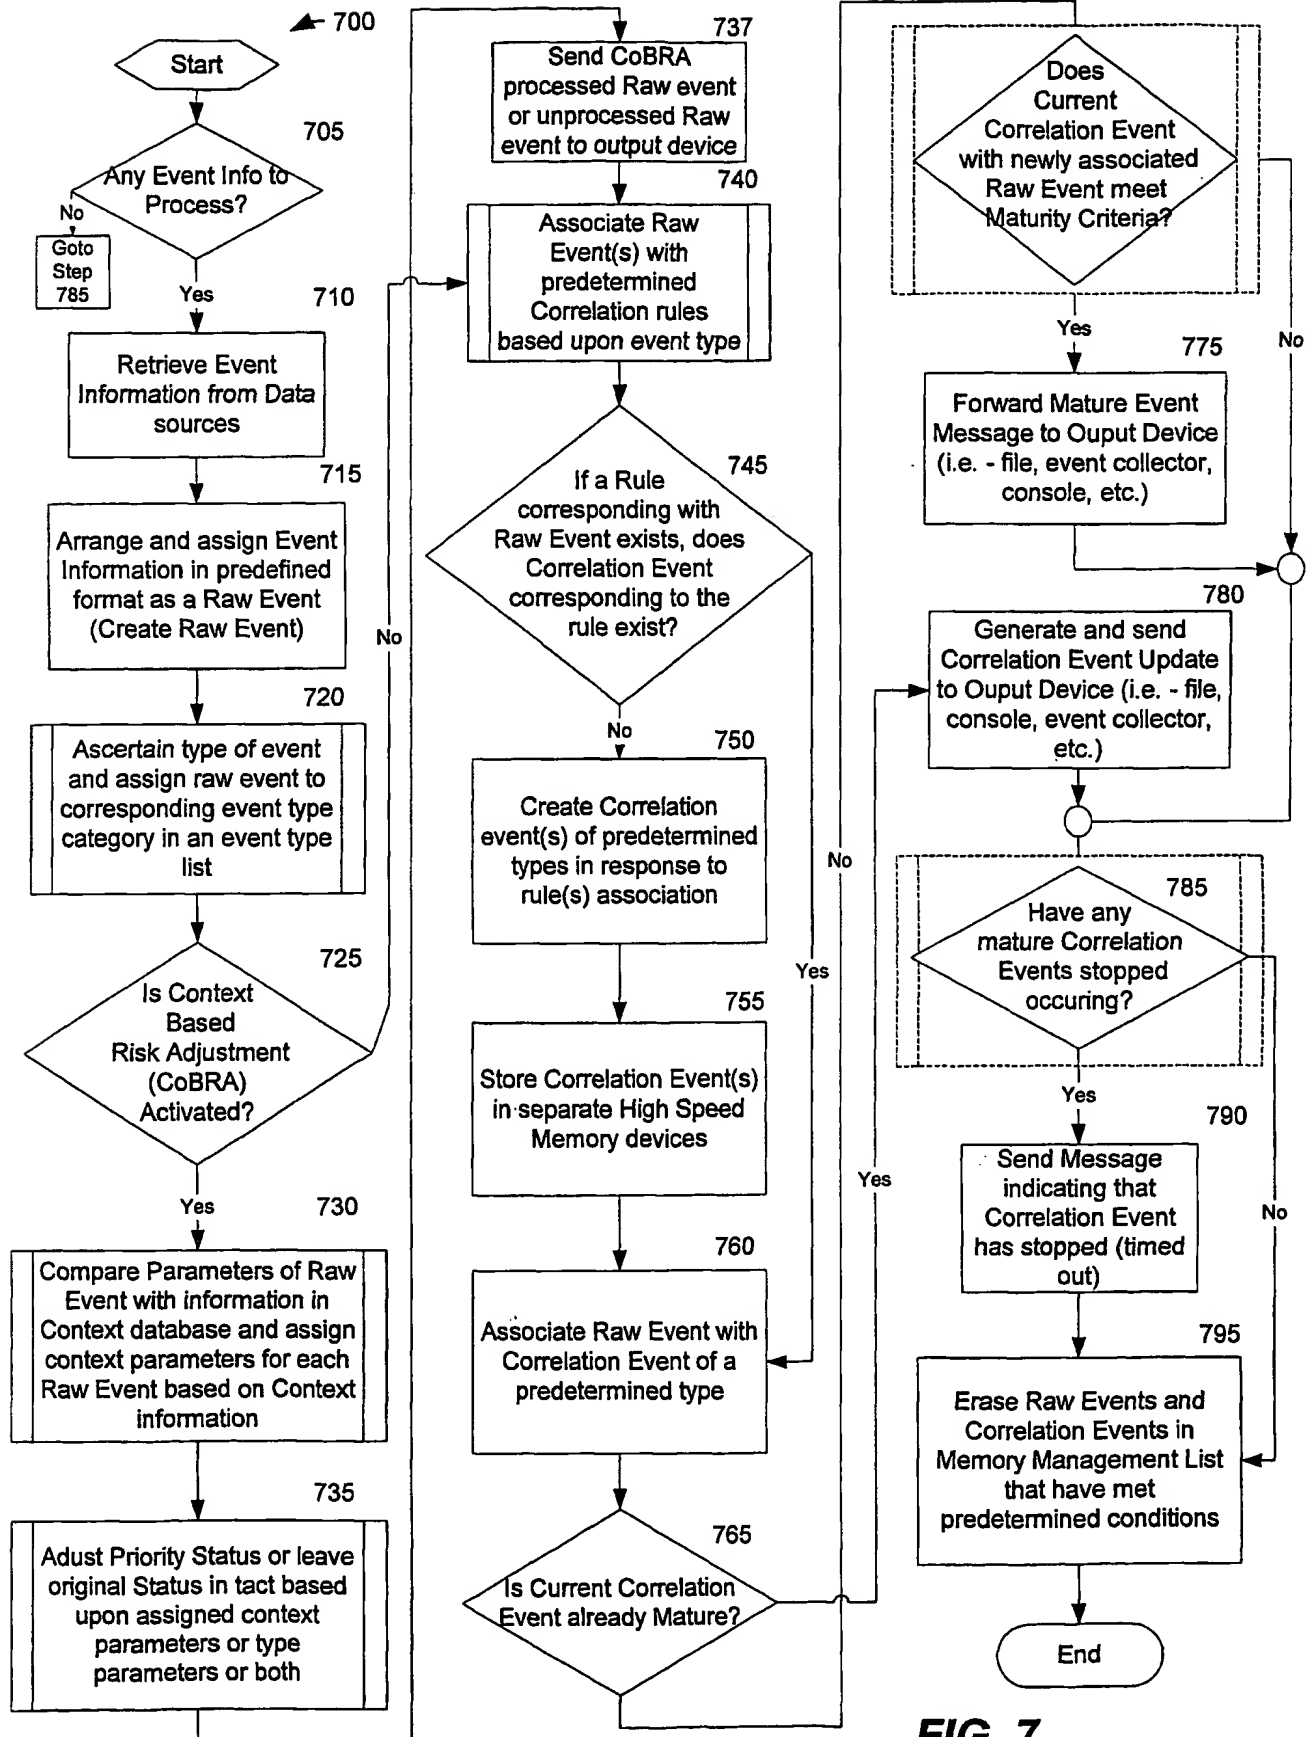 700
Start
705
Any Event Info to
Process?
No
Goto
Step
785
Yes
710
Retrieve Event
Information from Data
sources
715
Arrange and assign Event
Information in predefined
format as a Raw Event
(Create Raw Event)
720
Ascertain type of event
and assign raw event to
corresponding event type
category in an event type
list
725
Is Context
Based
Risk Adjustment
(CoBRA)
Activated?
No
Yes
730
Compare Parameters of Raw
Event with information in
Context database and assign
context parameters for each
Raw Event based on Context
information
735
Adust Priority Status or leave
original Status in tact based
upon assigned context
parameters or type
parameters or both
737
Send CoBRA
processed Raw event
or unprocessed Raw
event to output device
740
Associate Raw
Event(s) with
predetermined
Correlation rules
based upon event type
745
If a Rule
corresponding with
Raw Event exists, does
Correlation Event
corresponding to the
rule exist?
No
750
Create Correlation
event(s) of predetermined
types in response to
rule(s) association
Yes
755
Store Correlation Event(s)
in separate High Speed
Memory devices
760
Associate Raw Event with
Correlation Event of a
predetermined type
765
Is Current Correlation
Event already Mature?
No
Yes
Does
Current
Correlation Event
with newly associated
Raw Event meet
Maturity Criteria?
Yes
No
775
Forward Mature Event
Message to Ouput Device
(i.e. - file, event collector,
console, etc.)
780
Generate and send
Correlation Event Update
to Ouput Device (i.e. - file,
console, event collector,
etc.)
785
Have any
mature Correlation
Events stopped
occuring?
Yes
No
790
Send Message
indicating that
Correlation Event
has stopped (timed
out)
795
Erase Raw Events and
Correlation Events in
Memory Management List
that have met
predetermined conditions
End
FIG. 7